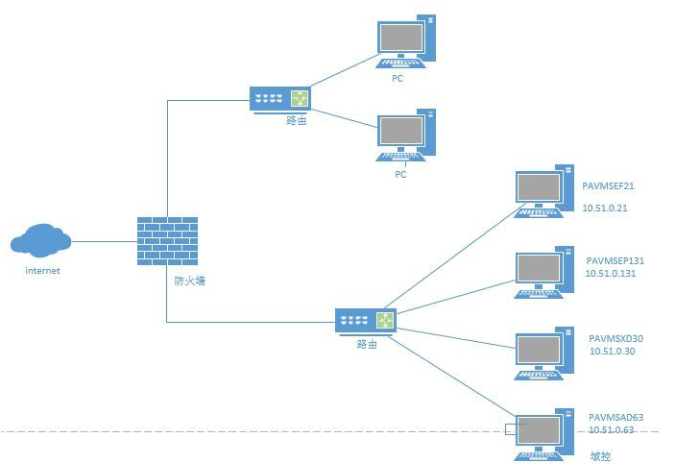 PC
路由
PC
PAVMSEF21
10.51.0.21
internet
防火墙
PAVMSEP131
10.51.0.131
路由
PAVMSXD30
10.51.0.30
PAVMSAD63
10.51.0.63
域控